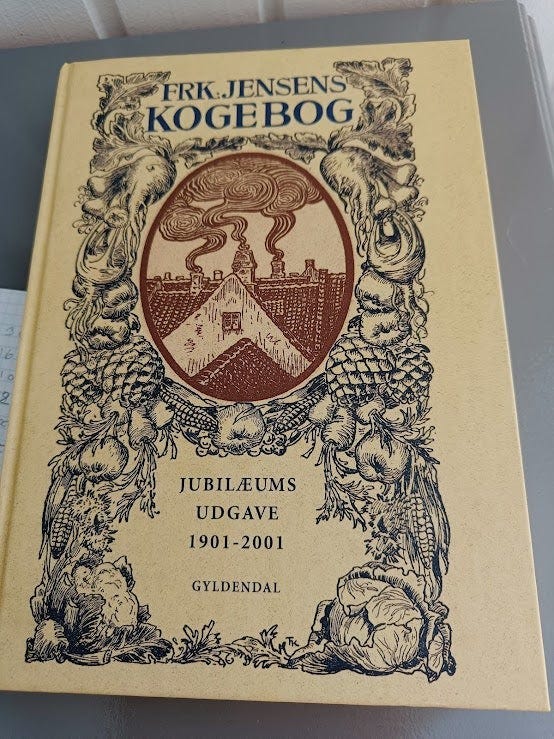 FRK. JENSENS
KOGEBOG
JUBILÆUMS
UDGAVE
1901-2001
GYLDENDAL